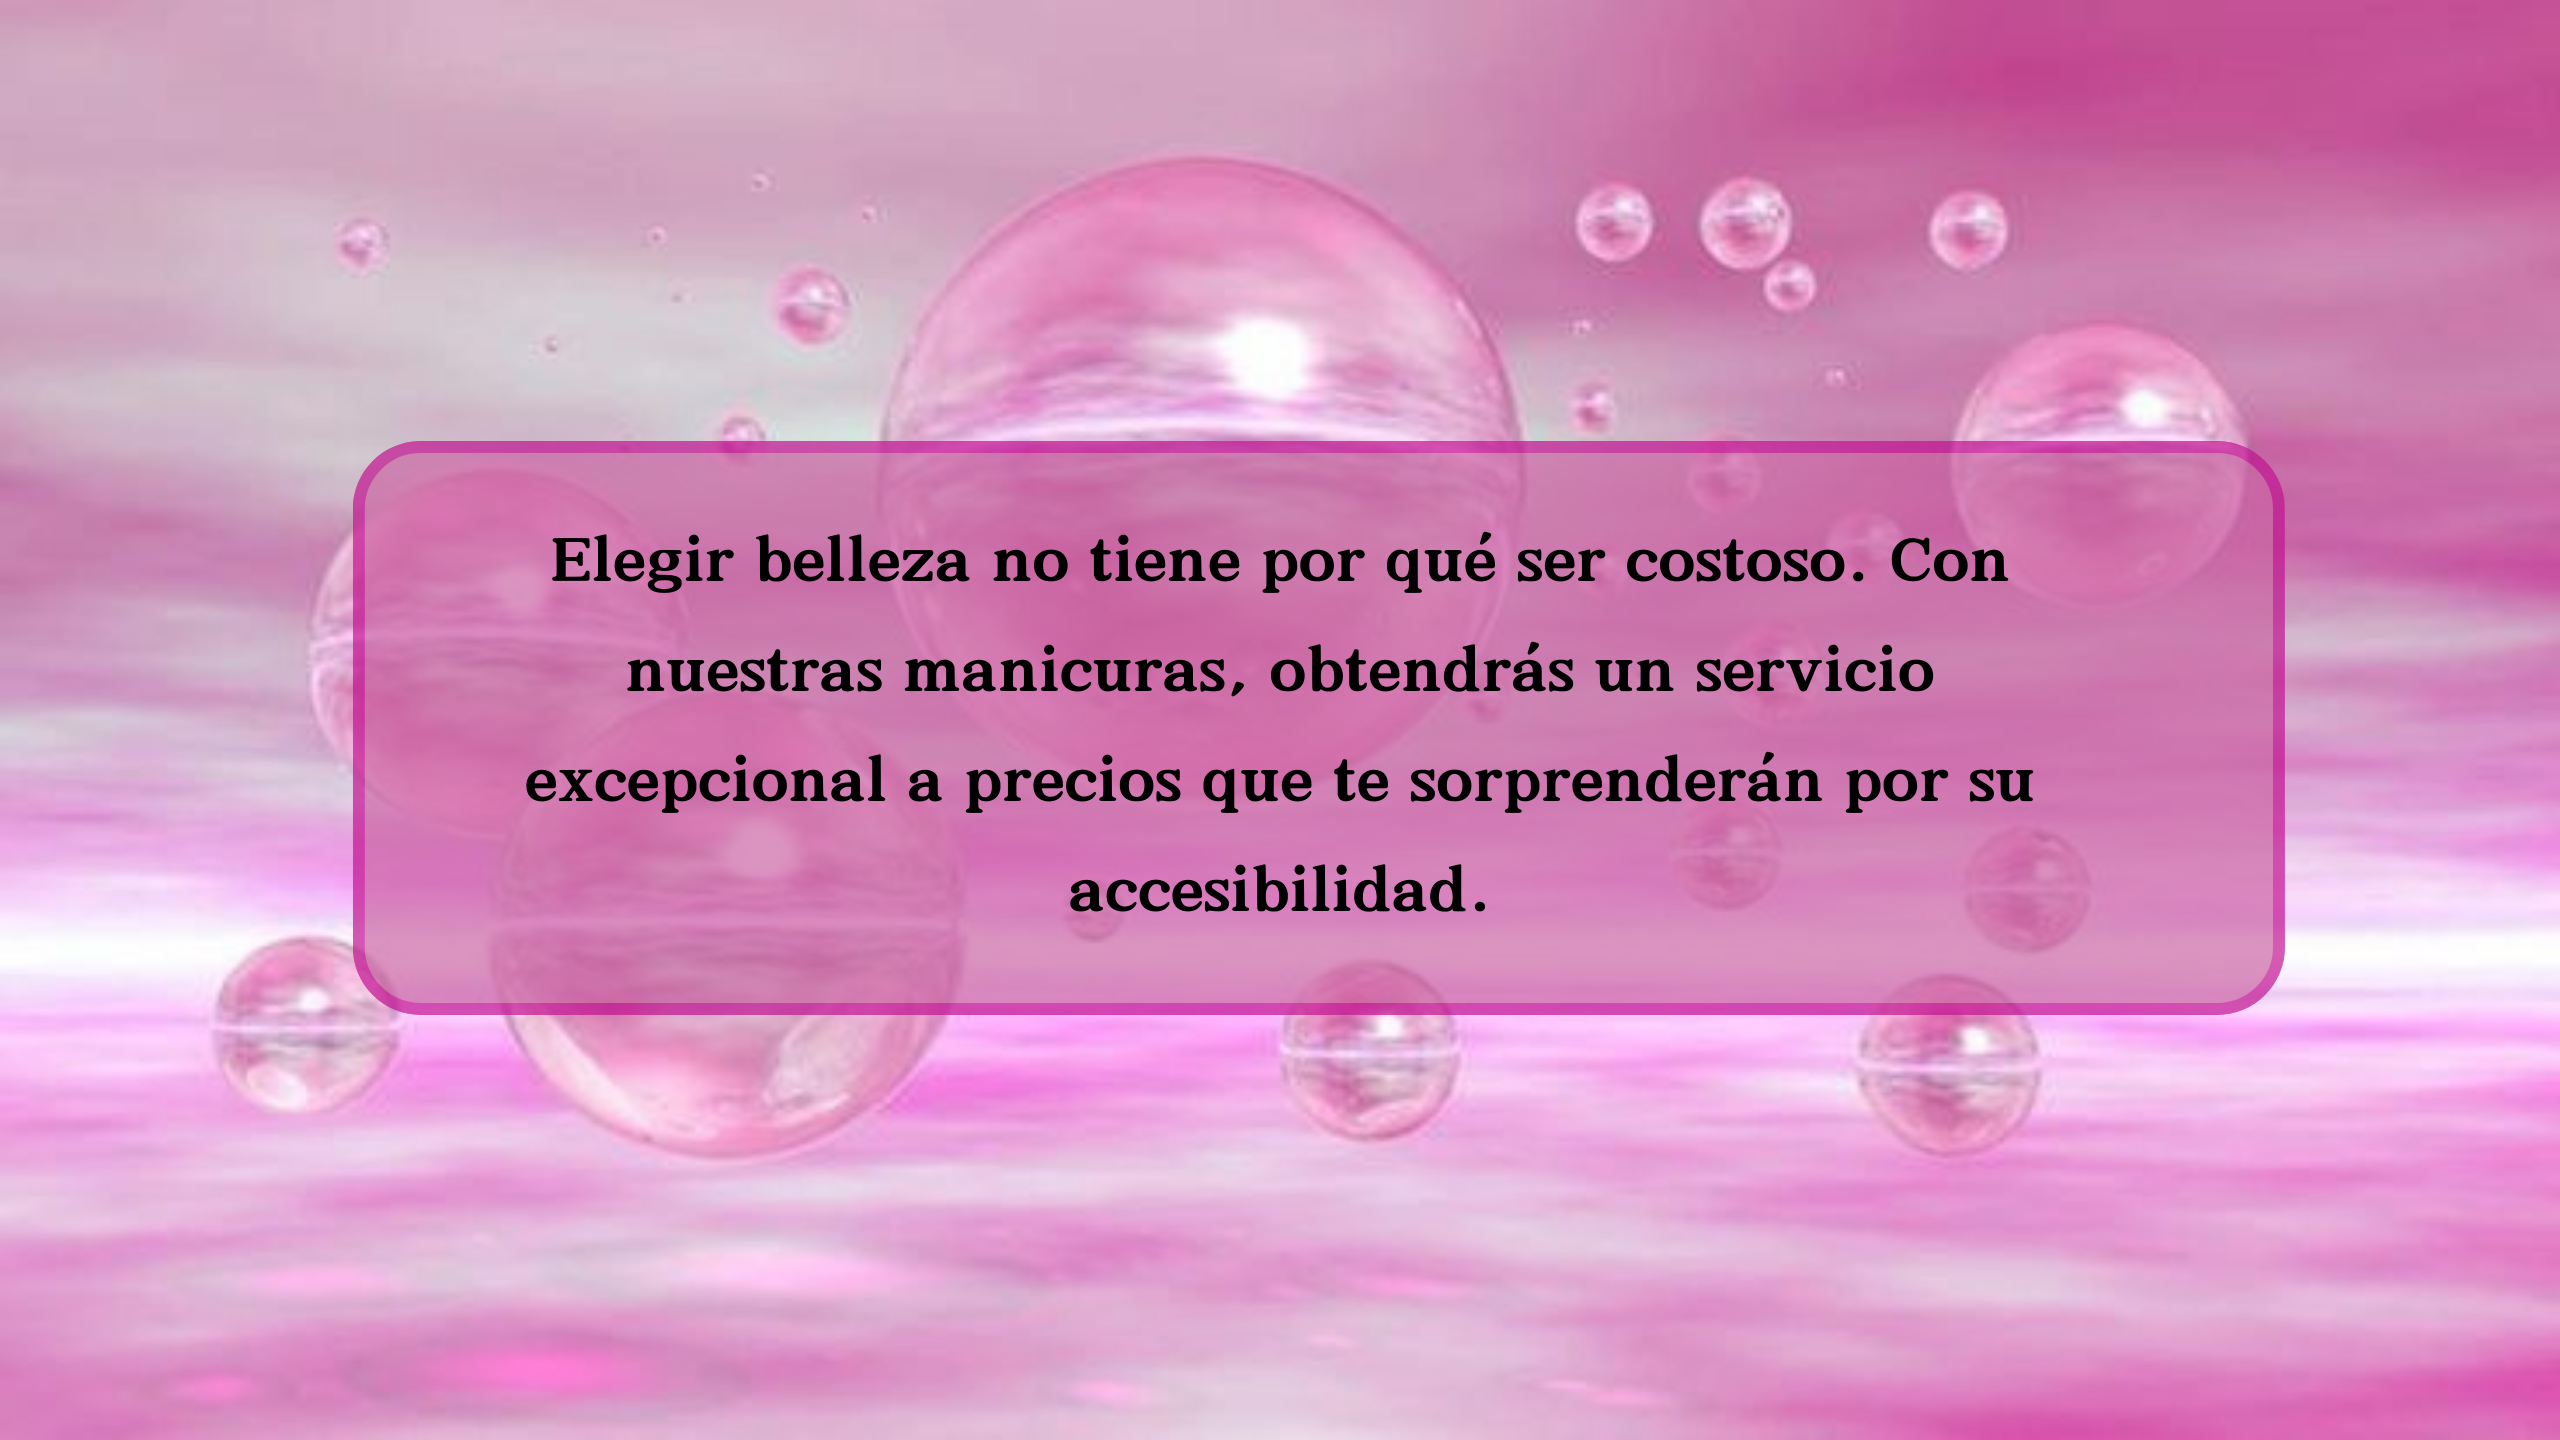 Elegir belleza no tiene por qué ser costoso. Con
nuestras manicuras, obtendrás un servicio
excepcional a precios que te sorprenderán por su
accesibilidad.